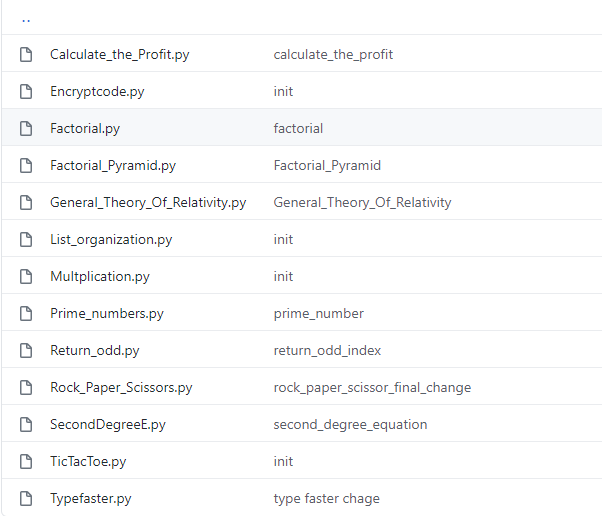 ..
Calculate_the_Profit.py calculate_the_profit
Encryptcode.py init
Factorial.py factorial
Factorial_Pyramid.py Factorial_Pyramid
General_Theory_Of_Relativity.py General_Theory_Of_Relativity
List_organization.py init
Multplication.py init
Prime_numbers.py prime_number
Return_odd.py return_odd_index
Rock_Paper_Scissors.py rock_paper_scissor_final_change
SecondDegreeE.py second_degree_equation
TicTacToe.py init
Typefaster.py type faster chage